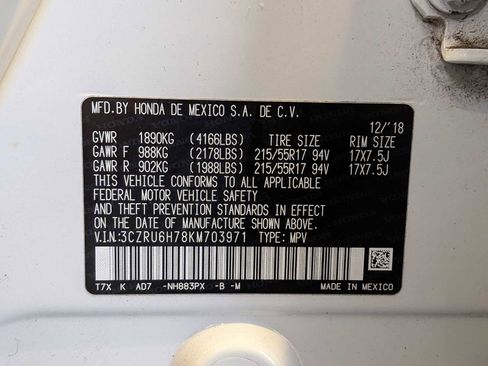 MFD.BY HONDA DE MEXICO S.A. DE C.V.
12/'18
GVWR 1890KG (4166LBS) TIRE SIZE RIM SIZE
GAWR F 988KG (2178LBS) 215/55R17 94V 17X7.5J
GAWR R 902KG (1988LBS) 215/55R17 94V 17X7.5J
THIS VEHICLE CONFORMS TO ALL APPLICABLE
FEDERAL MOTOR VEHICLE SAFETY
AND THEFT PREVENTION STANDARDS IN EFFECT
ON THE DATE OF MANUFACTURE SHOWN ABOVE.
V.I.N:3CZRU6H78KM703971 TYPE: MPV
T7X K AD7 -NH883PX -B -M MADE IN MEXICO